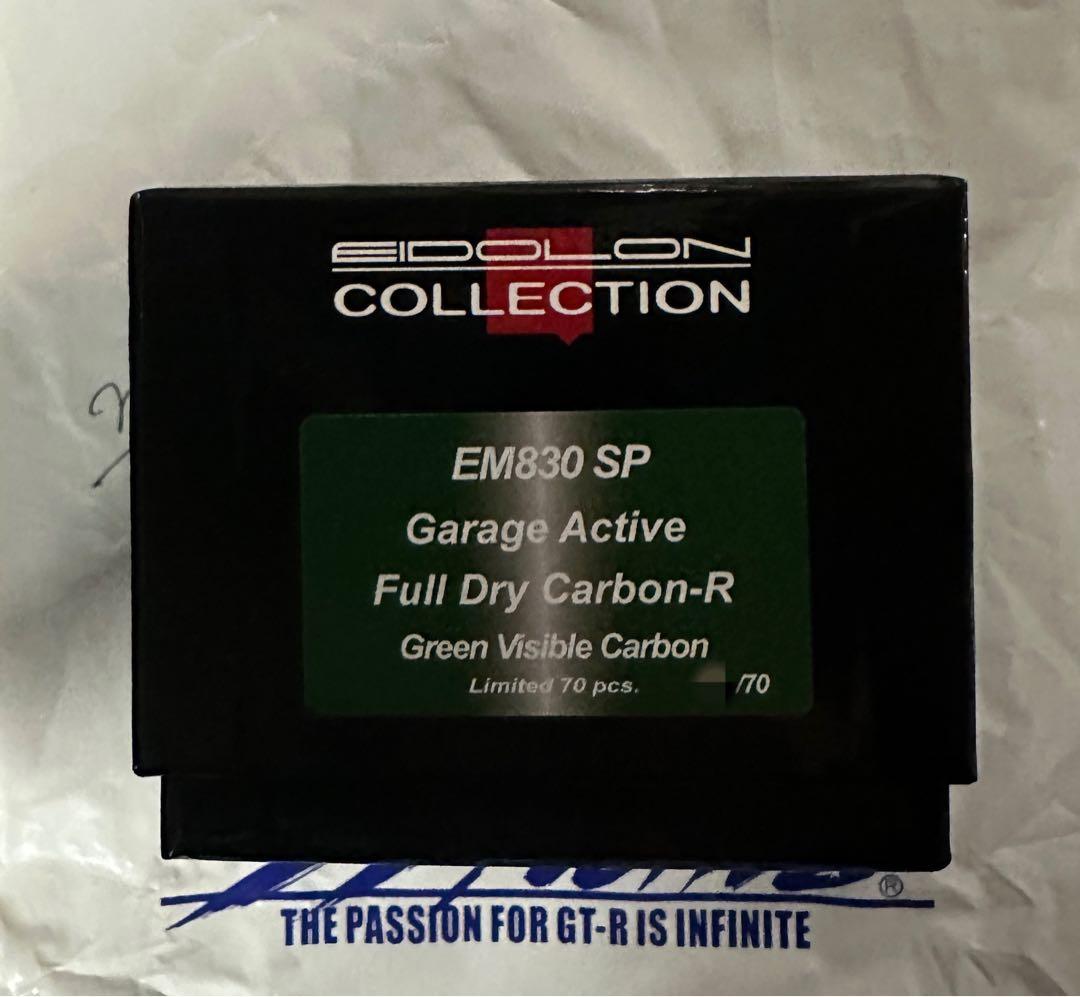 EIDOLON
COLLECTION
EM830 SP
Garage Active
Full Dry Carbon-R
Green Visible Carbon
Limited 70 pcs. /70
®
THE PASSION FOR GT-R IS INFINITE